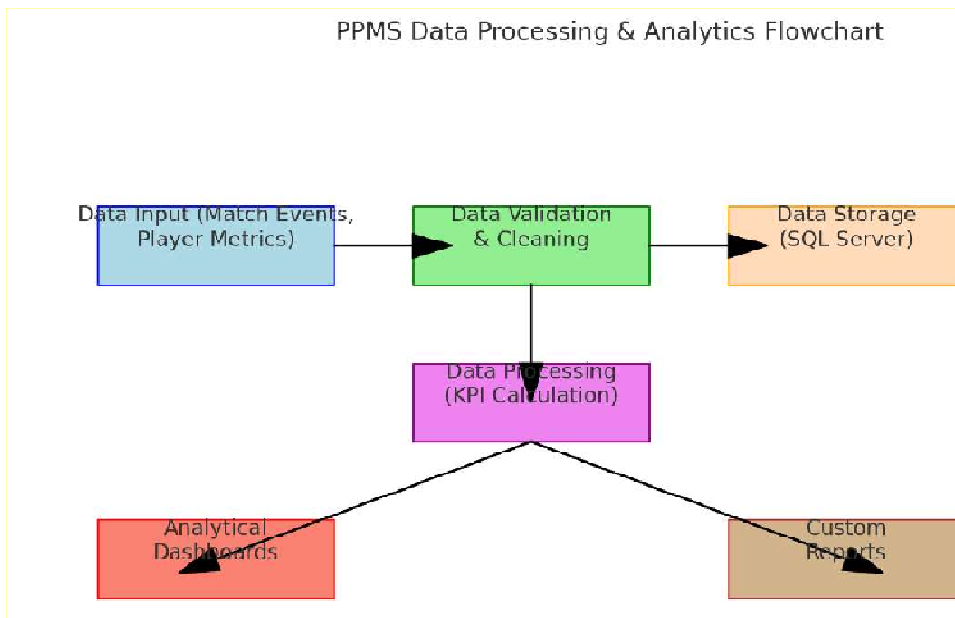 PPMS Data Processing & Analytics Flowchart
Data Input (Match Events,
Player Metrics)
Data Validation
& Cleaning
Data Storage
(SQL Server)
Data Processing
(KPI Calculation)
Analytical
Dashboards
Custom
Reports